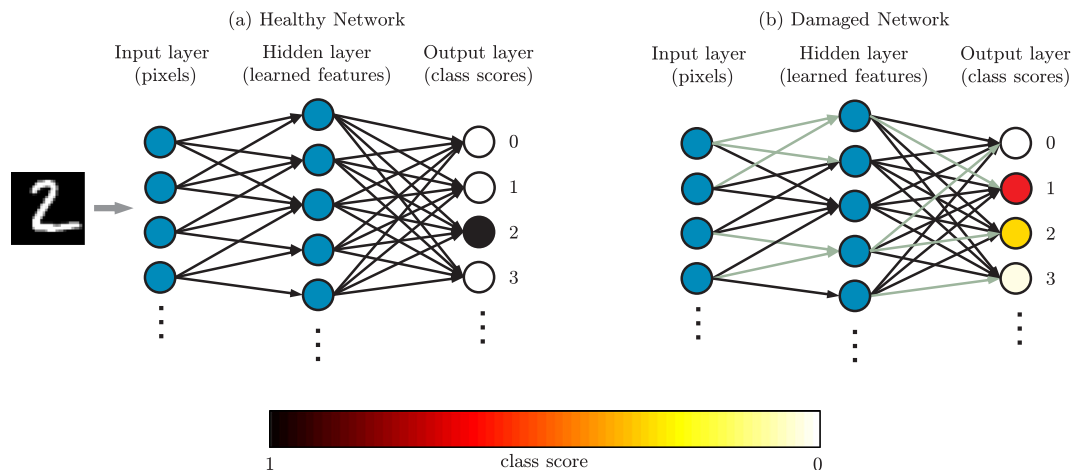 (a) Healthy Network
Input layer
(pixels)
Hidden layer
(learned features)
Output layer
(class scores)
0
1
2
3
2
(b) Damaged Network
Input layer
(pixels)
Hidden layer
(learned features)
Output layer
(class scores)
0
1
2
3
1
class score
0